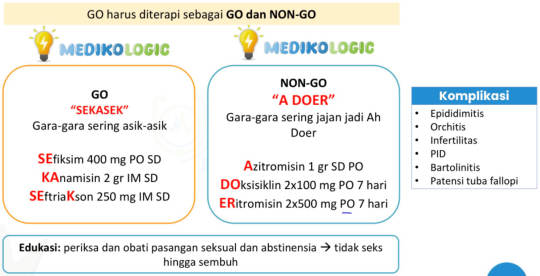 GO harus diterapi sebagai GO dan NON-GO
MEDIKOLOGIC
MEDIKOLOGIC
GO
“SEKASEK”
Gara-gara sering asik-asik
SEfiksim 400 mg PO SD
KAnamisin 2 gr IM SD
SEftriaKson 250 mg IM SD
NON-GO
“A DOER”
Gara-gara sering jajan jadi Ah
Doer
Azitromisin 1 gr SD PO
DOksisiklin 2x100 mg PO 7 hari
ERitromisin 2x500 mg PO 7 hari
Komplikasi
• Epididimitis
• Orchitis
• Infertilitas
• PID
• Bartolinitis
• Patensi tuba fallopi
Edukasi: periksa dan obati pasangan seksual dan abstinensia → tidak seks
hingga sembuh